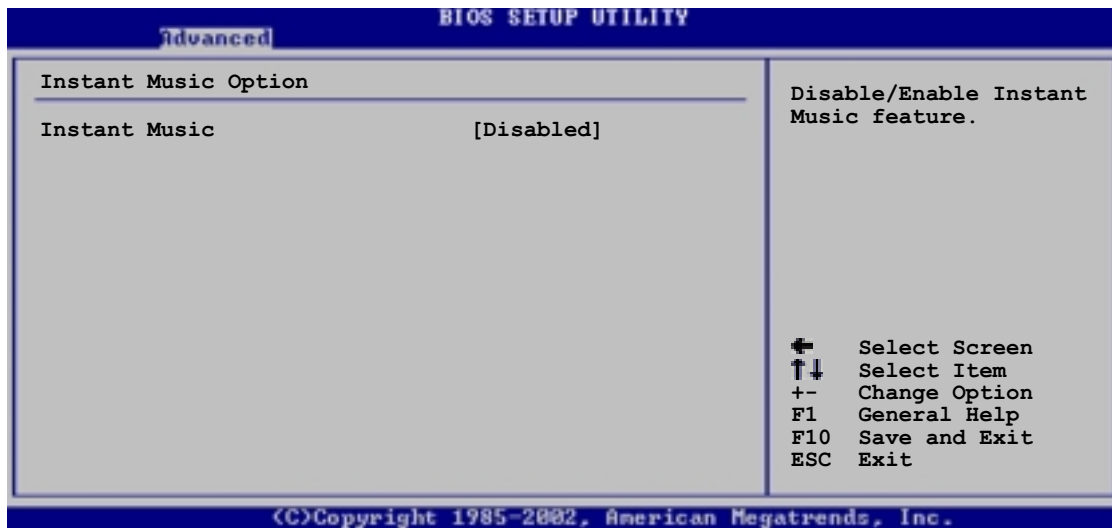 BIOS SETUP UTILITY
Advanced
Instant Music Option
Instant Music [Disabled]
Disable/Enable Instant
Music feature.
← Select Screen
↑↓ Select Item
+- Change Option
F1 General Help
F10 Save and Exit
ESC Exit
(C)Copyright 1985-2002, American Megatrends, Inc.